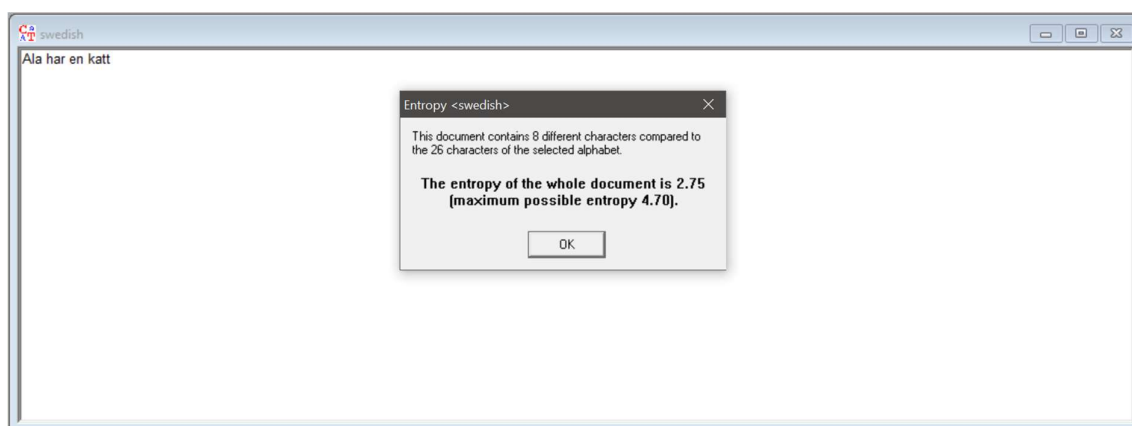 swedish
Ala har en katt
Entropy <swedish>
This document contains 8 different characters compared to
the 26 characters of the selected alphabet.
The entropy of the whole document is 2.75
(maximum possible entropy 4.70).
OK